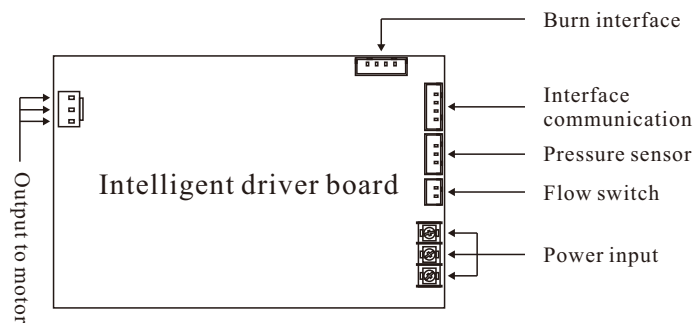 Burn interface
Interface
communication
Pressure sensor
Intelligent driver board
Flow switch
Power input
Output to motor